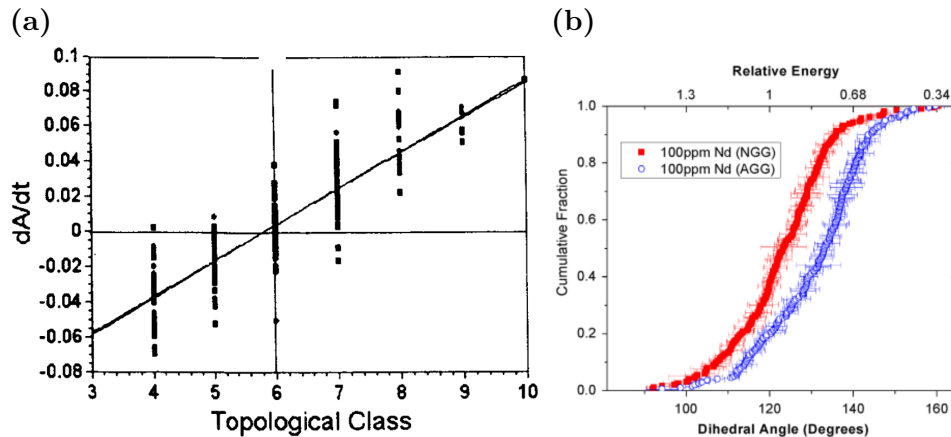 (a)
0.1
0.08
0.06
0.04
0.02
0
-0.02
-0.04
-0.06
-0.08
dA/dt
3 4 5 6 7 8 9 10
Topological Class
(b)
Relative Energy
1.3 1 0.68 0.34
1.0
0.8
0.6
0.4
0.2
0.0
Cumulative Fraction
100ppm Nd (NGG)
100ppm Nd (AGG)
100 120 140 160
Dihedral Angle (Degrees)